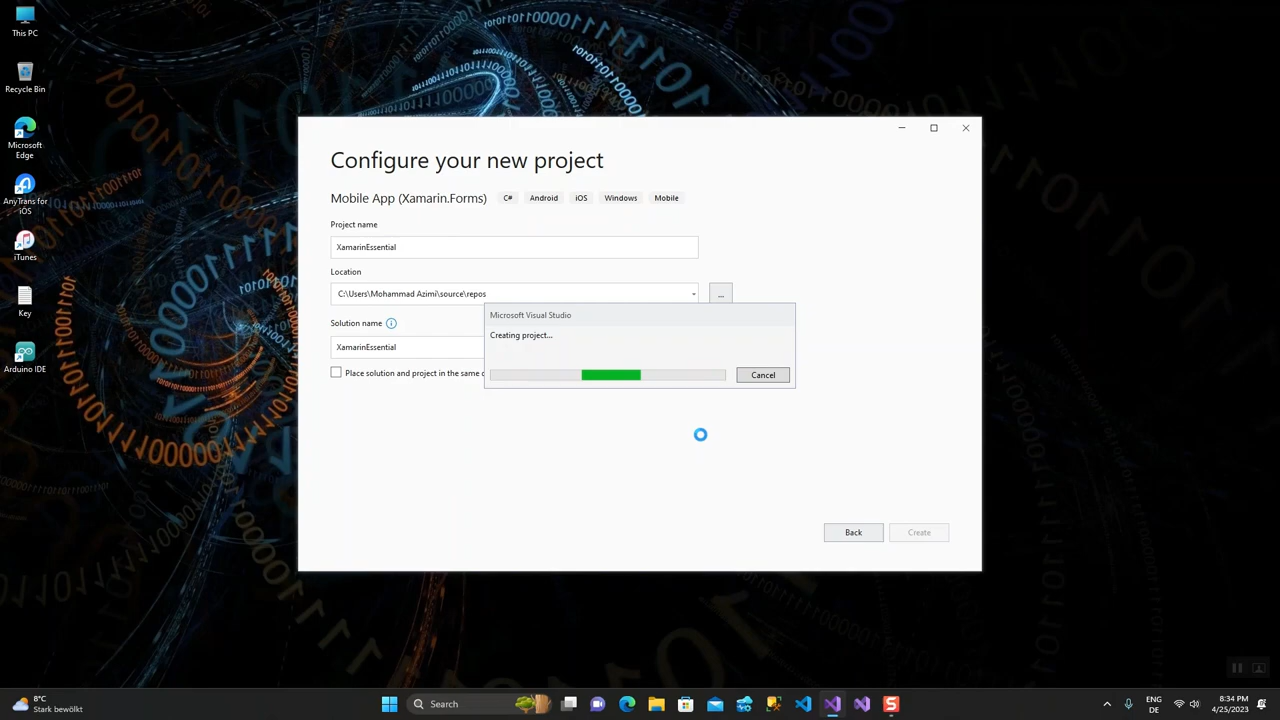 This PC
Recycle Bin
Microsoft
Edge
AnyTrans for
iOS
iTunes
Key
Arduino IDE
Configure your new project
Mobile App (Xamarin.Forms)
C#
Android
iOS
Windows
Mobile
Project name
XamarinEssential
Location
C:\Users\Mohammad Azimi\source\repos
...
Solution name
XamarinEssential
Place solution and project in the same
Microsoft Visual Studio
Creating project...
Cancel
Back
Create
8°C
Stark bewölkt
Search
ENG
DE
8:34 PM
4/25/2023